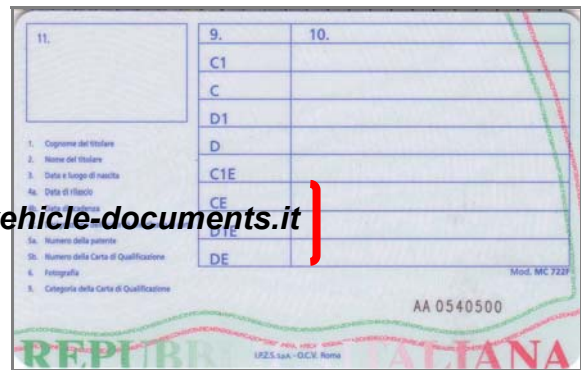 11.
9. 10.
C1
C
D1
D
C1E
CE
D1E
DE
1. Cognome del titolare
2. Nome del titolare
3. Data e luogo di nascita
4a. Data di rilascio
ehicle-documents.it
5a. Numero della patente
5b. Numero della Carta di Qualificazione
6. Fotografia
9. Categoria della Carta di Qualificazione
Mod. MC 722F
AA 0540500
I.P.Z.S. S.p.A. - O.C.V. Roma